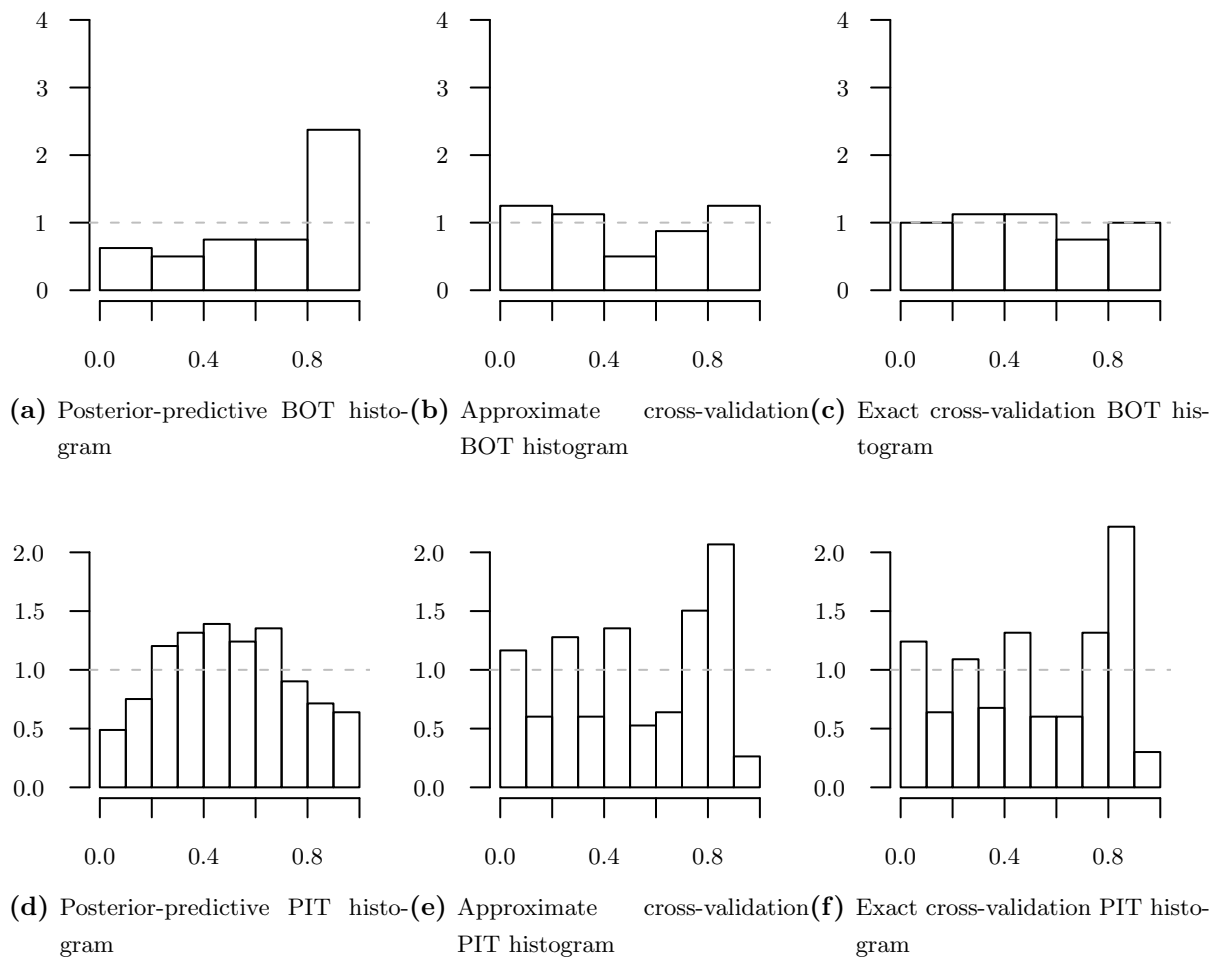 4
3
2
1
0
0.0 0.4 0.8
(a) Posterior-predictive BOT histo-
gram
4
3
2
1
0
0.0 0.4 0.8
(b) Approximate cross-validation
BOT histogram
4
3
2
1
0
0.0 0.4 0.8
(c) Exact cross-validation BOT his-
togram
2.0
1.5
1.0
0.5
0.0
0.0 0.4 0.8
(d) Posterior-predictive PIT histo-
gram
2.0
1.5
1.0
0.5
0.0
0.0 0.4 0.8
(e) Approximate cross-validation
PIT histogram
2.0
1.5
1.0
0.5
0.0
0.0 0.4 0.8
(f) Exact cross-validation PIT histo-
gram